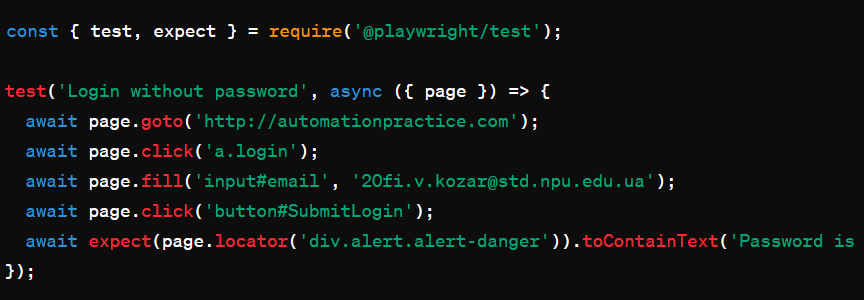 const { test, expect } = require('@playwright/test');
test('Login without password', async ({ page }) => {
await page.goto('http://automationpractice.com');
await page.click('a.login');
await page.fill('input#email', '20fi.v.kozar@std.npu.edu.ua');
await page.click('button#SubmitLogin');
await expect(page.locator('div.alert.alert-danger')).toContainText('Password is
});